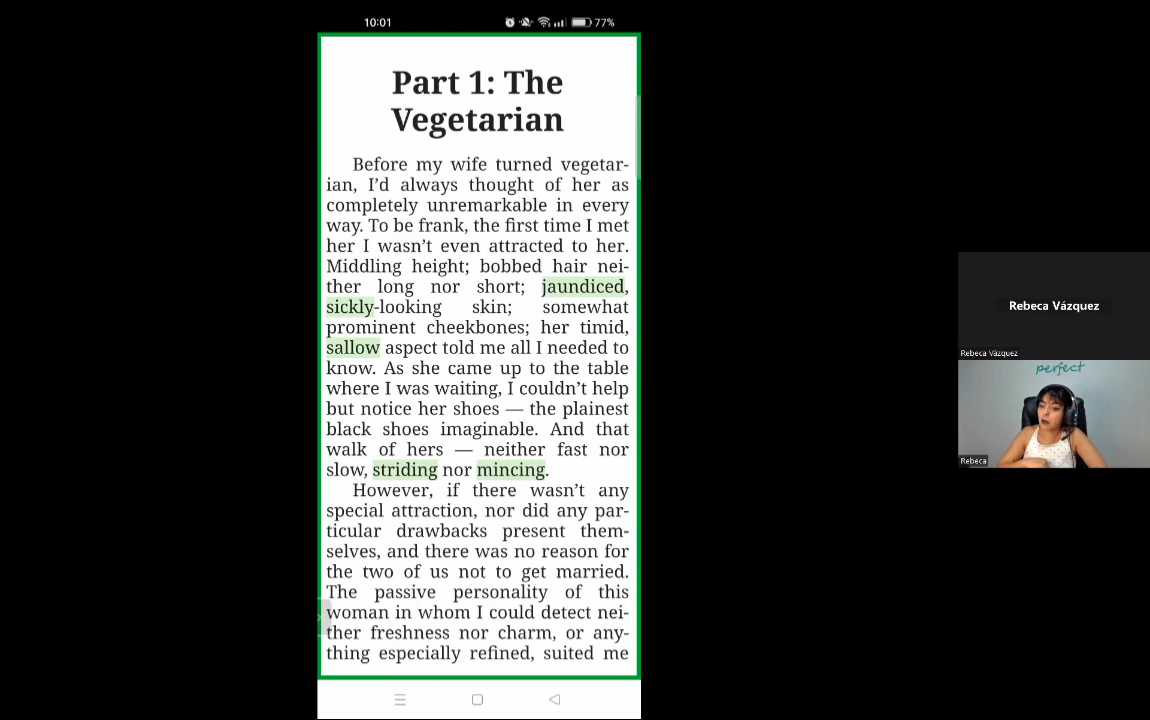 10:01
77%
Part 1: The
Vegetarian
Before my wife turned vegetar-
ian, I’d always thought of her as
completely unremarkable in every
way. To be frank, the first time I met
her I wasn’t even attracted to her.
Middling height; bobbed hair nei-
ther long nor short; jaundiced,
sickly-looking skin; somewhat
prominent cheekbones; her timid,
sallow aspect told me all I needed to
know. As she came up to the table
where I was waiting, I couldn’t help
but notice her shoes — the plainest
black shoes imaginable. And that
walk of hers — neither fast nor
slow, striding nor mincing.
However, if there wasn’t any
special attraction, nor did any par-
ticular drawbacks present them-
selves, and there was no reason for
the two of us not to get married.
The passive personality of this
woman in whom I could detect nei-
ther freshness nor charm, or any-
thing especially refined, suited me
Rebeca Vázquez
Rebeca Vázquez
perfect
Rebeca